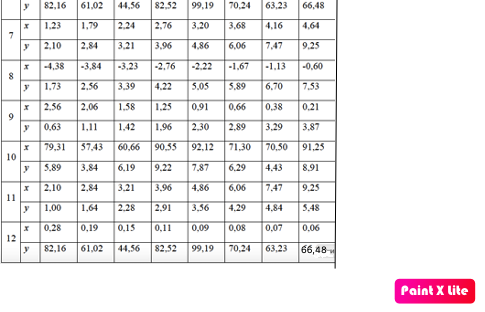 y 82,16 61,02 44,56 82,52 99,19 70,24 63,23 66,48
7 x 1,23 1,79 2,24 2,76 3,20 3,68 4,16 4,64
y 2,10 2,84 3,21 3,96 4,86 6,06 7,47 9,25
8 x -4,38 -3,84 -3,23 -2,76 -2,22 -1,67 -1,13 -0,60
y 1,73 2,56 3,39 4,22 5,05 5,89 6,70 7,53
9 x 2,56 2,06 1,58 1,25 0,91 0,66 0,38 0,21
y 0,63 1,11 1,42 1,96 2,30 2,89 3,29 3,87
10 x 79,31 57,43 60,66 90,55 92,12 71,30 70,50 91,25
y 5,89 3,84 6,19 9,22 7,87 6,29 4,43 8,91
11 x 2,10 2,84 3,21 3,96 4,86 6,06 7,47 9,25
y 1,00 1,64 2,28 2,91 3,56 4,29 4,84 5,48
12 x 0,28 0,19 0,15 0,11 0,09 0,08 0,07 0,06
y 82,16 61,02 44,56 82,52 99,19 70,24 63,23 66,48
Paint X Lite